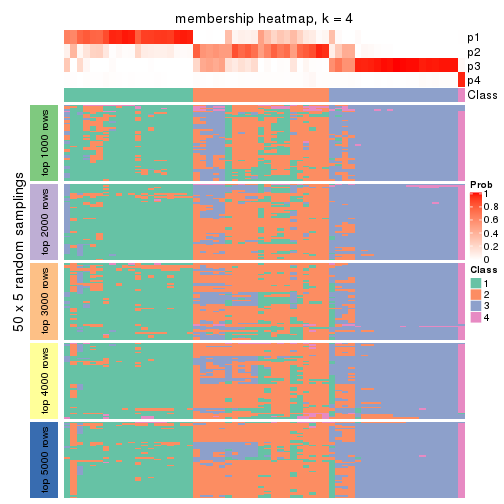 membership heatmap, k = 4
p1
p2
p3
p4
Class
50 x 5 random samplings
top 1000 rows
top 2000 rows
top 3000 rows
top 4000 rows
top 5000 rows
Prob
1
0.8
0.6
0.4
0.2
0
Class
1
2
3
4